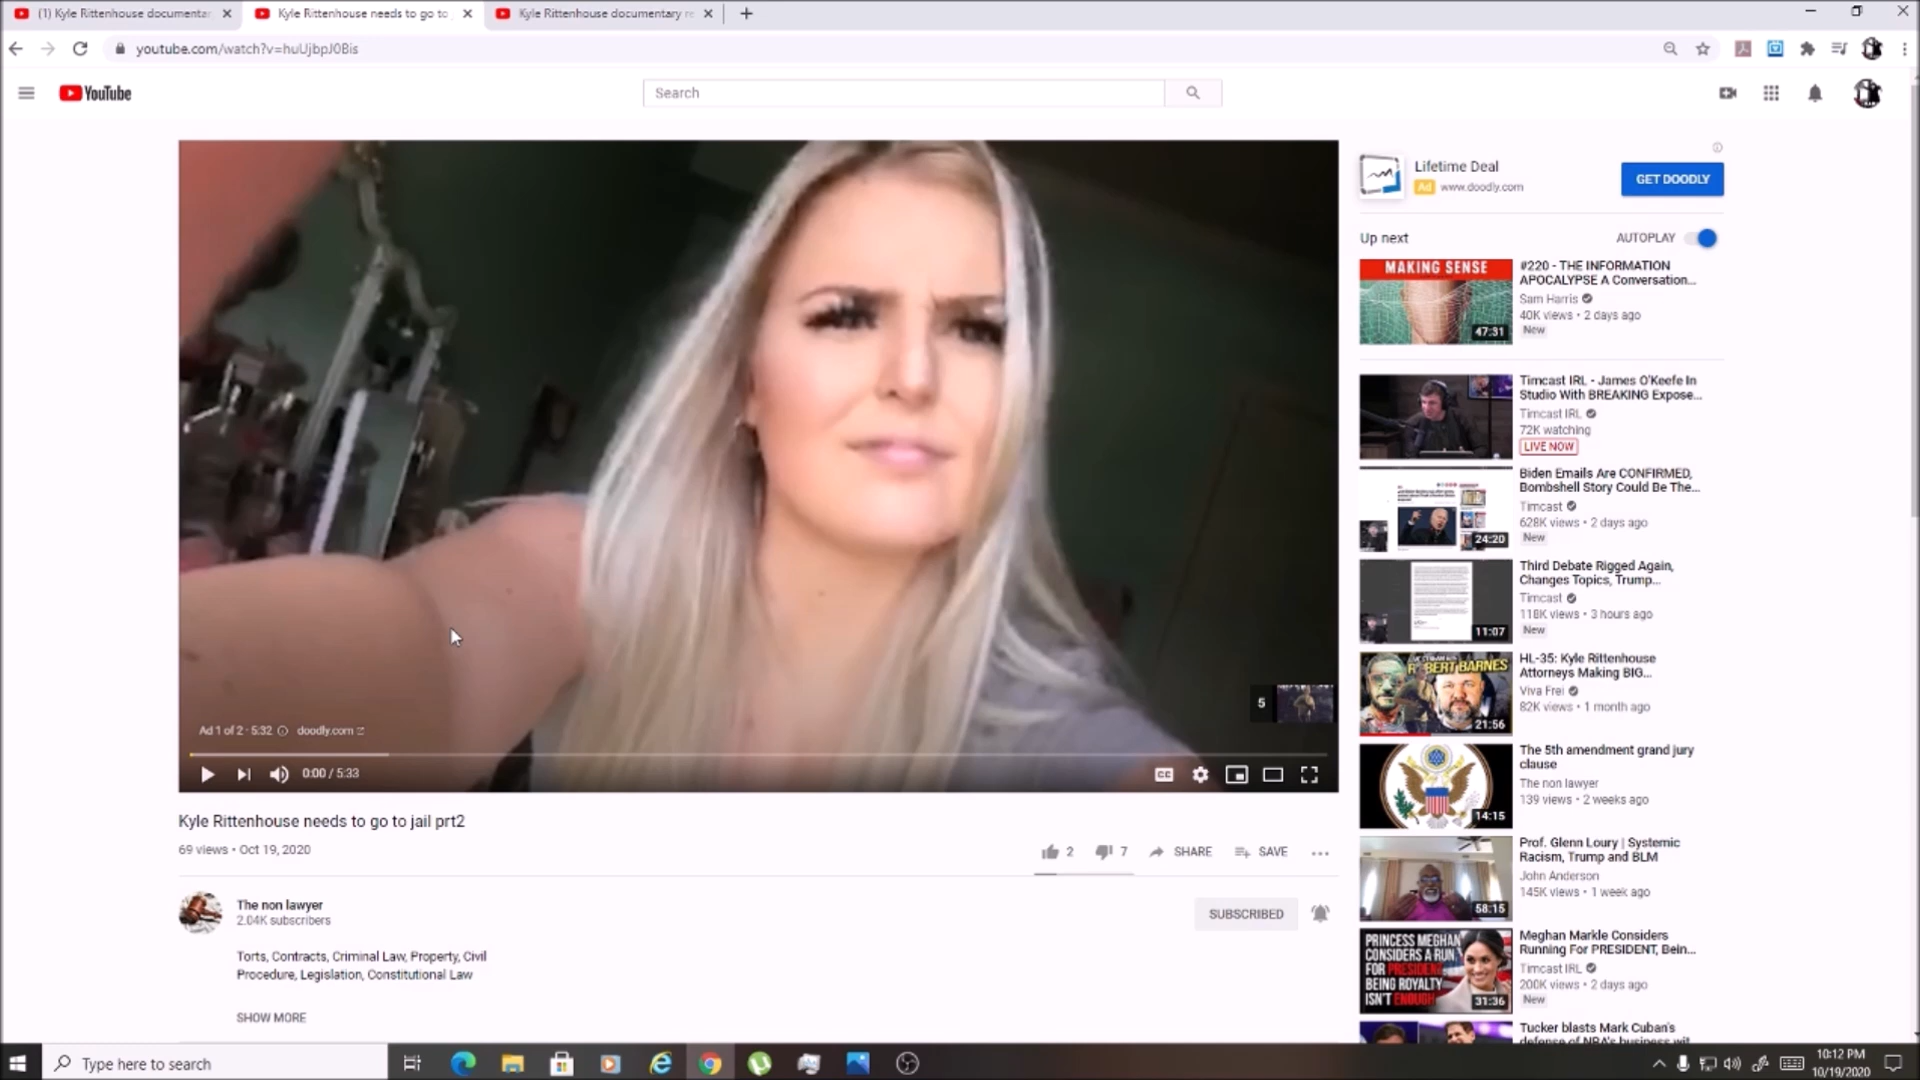 (1) Kyle Rittenhouse documentar
Kyle Rittenhouse needs to go to
Kyle Rittenhouse documentary re
youtube.com/watch?v=huUjbpJ0Bis
YouTube
Search
Lifetime Deal
Ad www.doodly.com
GET DOODLY
Up next
AUTOPLAY
MAKING SENSE
47:31
#220 - THE INFORMATION
APOCALYPSE A Conversation...
Sam Harris
40K views • 2 days ago
New
Timcast IRL - James O'Keefe In
Studio With BREAKING Expose...
Timcast IRL
72K watching
LIVE NOW
24:20
Biden Emails Are CONFIRMED,
Bombshell Story Could Be The...
Timcast
628K views • 2 days ago
New
11:07
Third Debate Rigged Again,
Changes Topics, Trump...
Timcast
118K views • 3 hours ago
New
BERT BARNES
21:56
HL-35: Kyle Rittenhouse
Attorneys Making BIG...
Viva Frei
82K views • 1 month ago
14:15
The 5th amendment grand jury
clause
The non lawyer
139 views • 2 weeks ago
58:15
Prof. Glenn Loury | Systemic
Racism, Trump and BLM
John Anderson
145K views • 1 week ago
PRINCESS MEGHAN
CONSIDERS A RUN
FOR PRESIDENT
BEING ROYALTY
ISN'T ENOUGH
31:36
Meghan Markle Considers
Running For PRESIDENT, Bein...
Timcast IRL
200K views • 2 days ago
New
Tucker blasts Mark Cuban's
defense of NBA's business wit
5
Ad 1 of 2 · 5:32 doodly.com
0:00 / 5:33
CC
Kyle Rittenhouse needs to go to jail prt2
69 views • Oct 19, 2020
2
7
SHARE
SAVE
The non lawyer
2.04K subscribers
SUBSCRIBED
Torts, Contracts, Criminal Law, Property, Civil
Procedure, Legislation, Constitutional Law
SHOW MORE
Type here to search
10:12 PM
10/19/2020